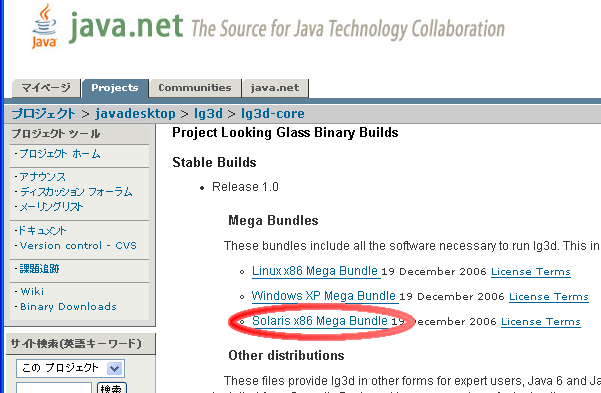 Java
java.net The Source for Java Technology Collaboration
マイページ Projects Communities java.net
プロジェクト > javadesktop > lg3d > lg3d-core
プロジェクト ツール
・プロジェクト ホーム
・アナウンス
・ディスカッション フォーラム
・メーリングリスト
・ドキュメント
・Version control - CVS
・課題追跡
・Wiki
・Binary Downloads
サイト検索(英語キーワード)
この プロジェクト
検索
Project Looking Glass Binary Builds
Stable Builds
• Release 1.0
Mega Bundles
These bundles include all the software necessary to run lg3d. This in
Linux x86 Mega Bundle 19 December 2006 License Terms
Windows XP Mega Bundle 19 December 2006 License Terms
Solaris x86 Mega Bundle 19 December 2006 License Terms
Other distributions
These files provide lg3d in other forms for expert users, Java 6 and Ja